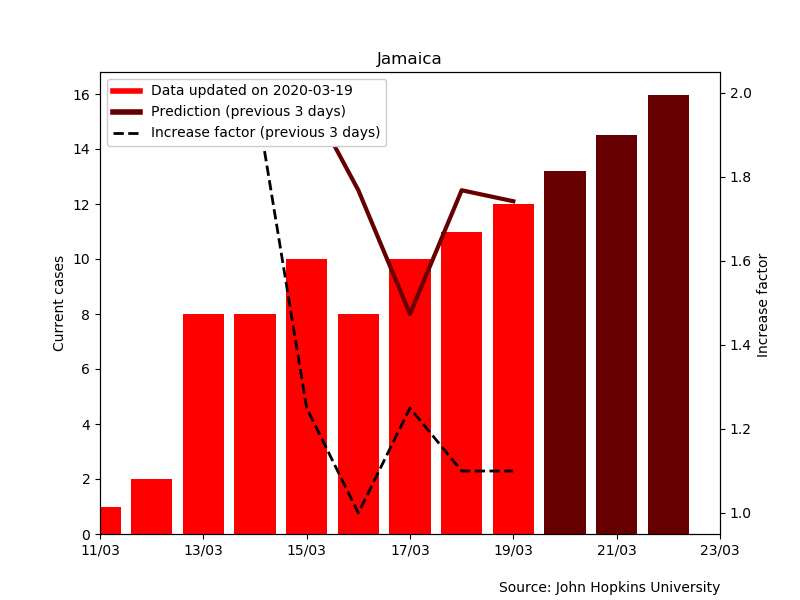 Jamaica
Data updated on 2020-03-19
Prediction (previous 3 days)
Increase factor (previous 3 days)
16
14
12
10
8
6
4
2
0
Current cases
2.0
1.8
1.6
1.4
1.2
1.0
Increase factor
11/03 13/03 15/03 17/03 19/03 21/03 23/03
Source: John Hopkins University